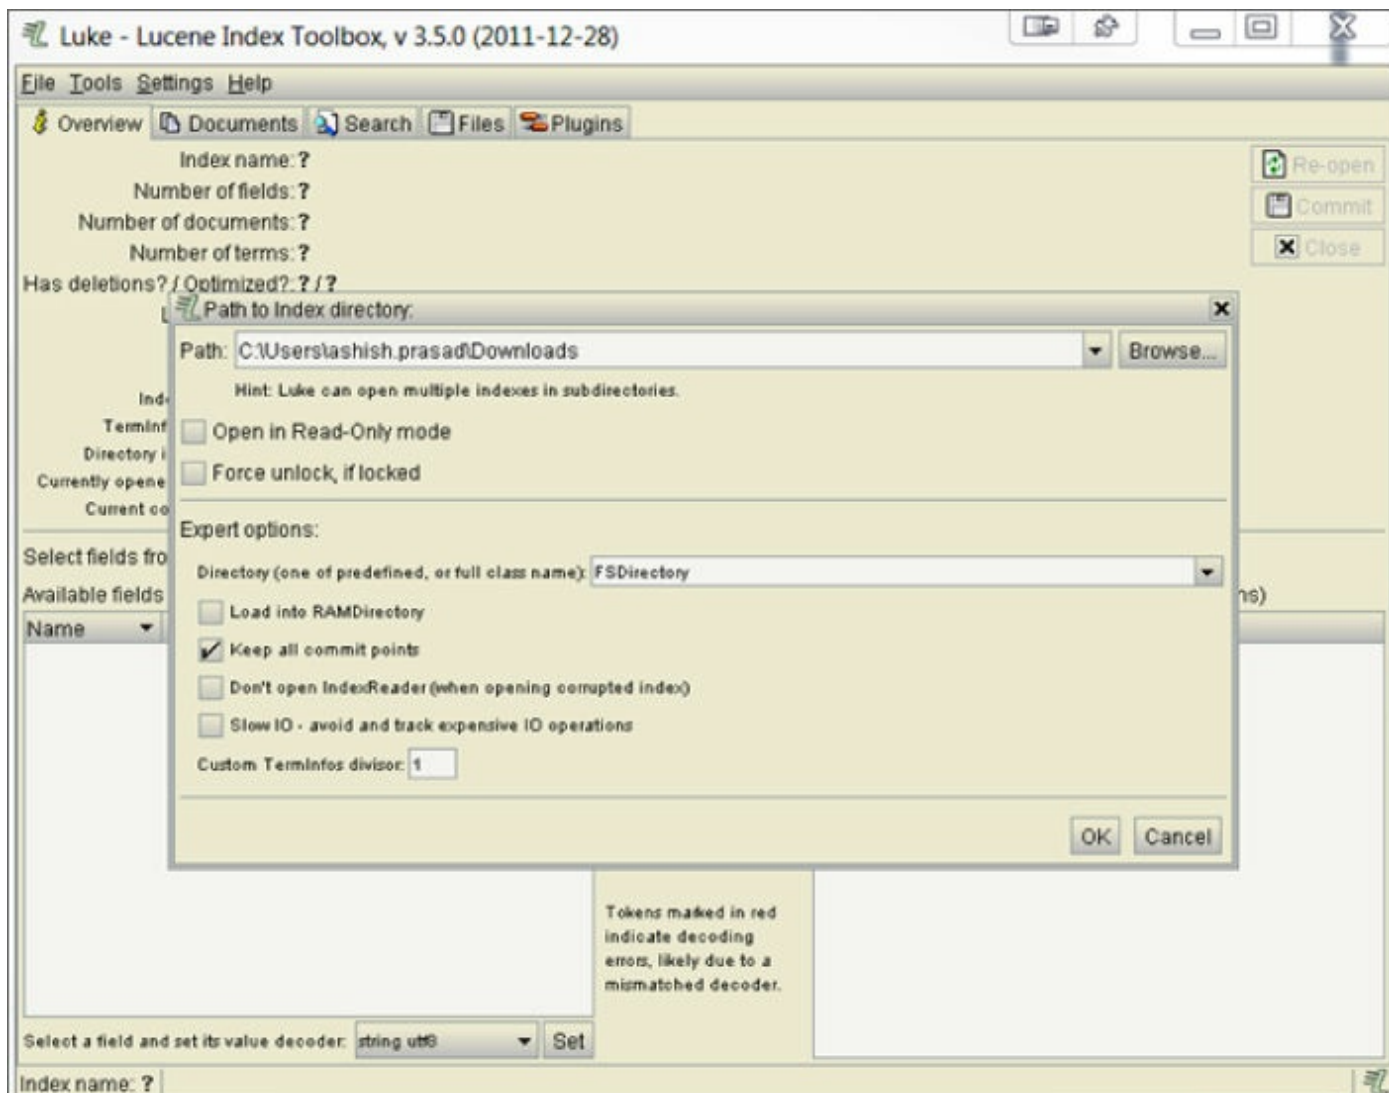 Luke - Lucene Index Toolbox, v 3.5.0 (2011-12-28)
File Tools Settings Help
Overview Documents Search Files Plugins
Index name: ?
Re-open
Number of fields: ?
Number of documents: ?
Commit
Number of terms: ?
Close
Has deletions? / Optimized?: ? / ?
Path to Index directory:
Path: C:\Users\ashish.prasad\Downloads Browse...
Hint: Luke can open multiple indexes in subdirectories.
Open in Read-Only mode
Force unlock, if locked
Directory i
Currently opene
Current co
Expert options:
Select fields fro
Directory (one of predefined, or full class name): FSDirectory
Available fields
ns)
Load into RAMDirectory
Name
Keep all commit points
Don't open IndexReader (when opening corrupted index)
Slow IO - avoid and track expensive IO operations
Custom TermInfos divisor: 1
OK Cancel
Tokens marked in red
indicate decoding
errors, likely due to a
mismatched decoder.
Select a field and set its value decoder: string utf8 Set
Index name: ?